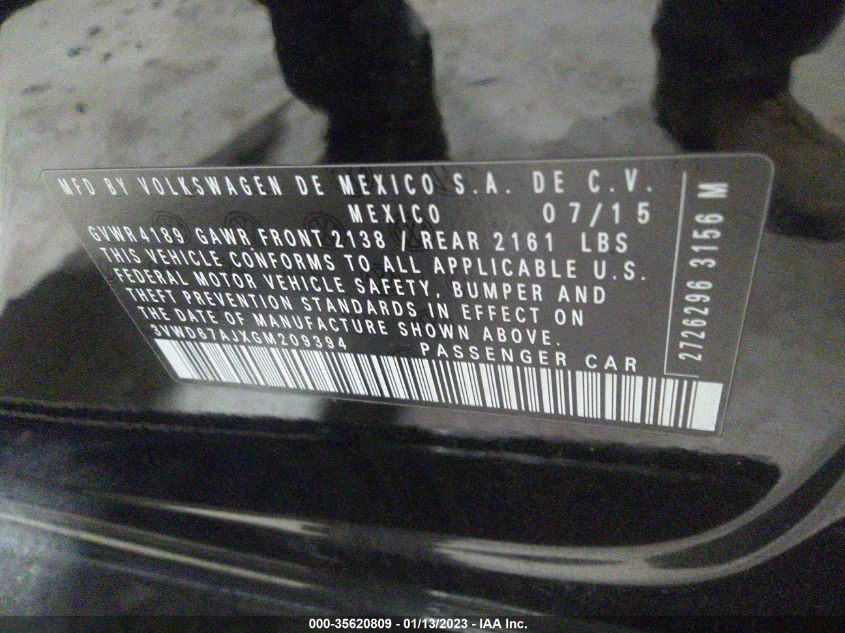 MFD BY VOLKSWAGEN DE MEXICO S.A. DE C.V.
MEXICO 07/15
GVWR 4189 GAWR FRONT 2138 REAR 2161 LBS
THIS VEHICLE CONFORMS TO ALL APPLICABLE U.S.
FEDERAL MOTOR VEHICLE SAFETY, BUMPER AND
THEFT PREVENTION STANDARDS IN EFFECT ON
THE DATE OF MANUFACTURE SHOWN ABOVE.
3VWD67AJXGM209394 PASSENGER CAR
2726296 3156 M
000-35620809 - 01/13/2023 - IAA Inc.